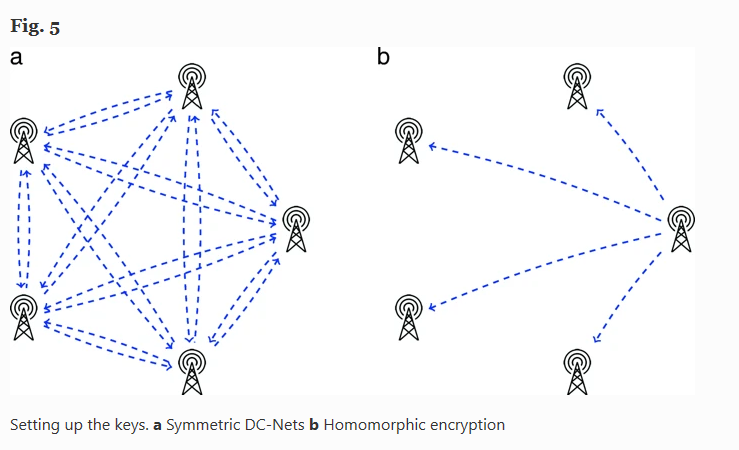 Fig. 5
a
b
Setting up the keys. a Symmetric DC-Nets b Homomorphic encryption